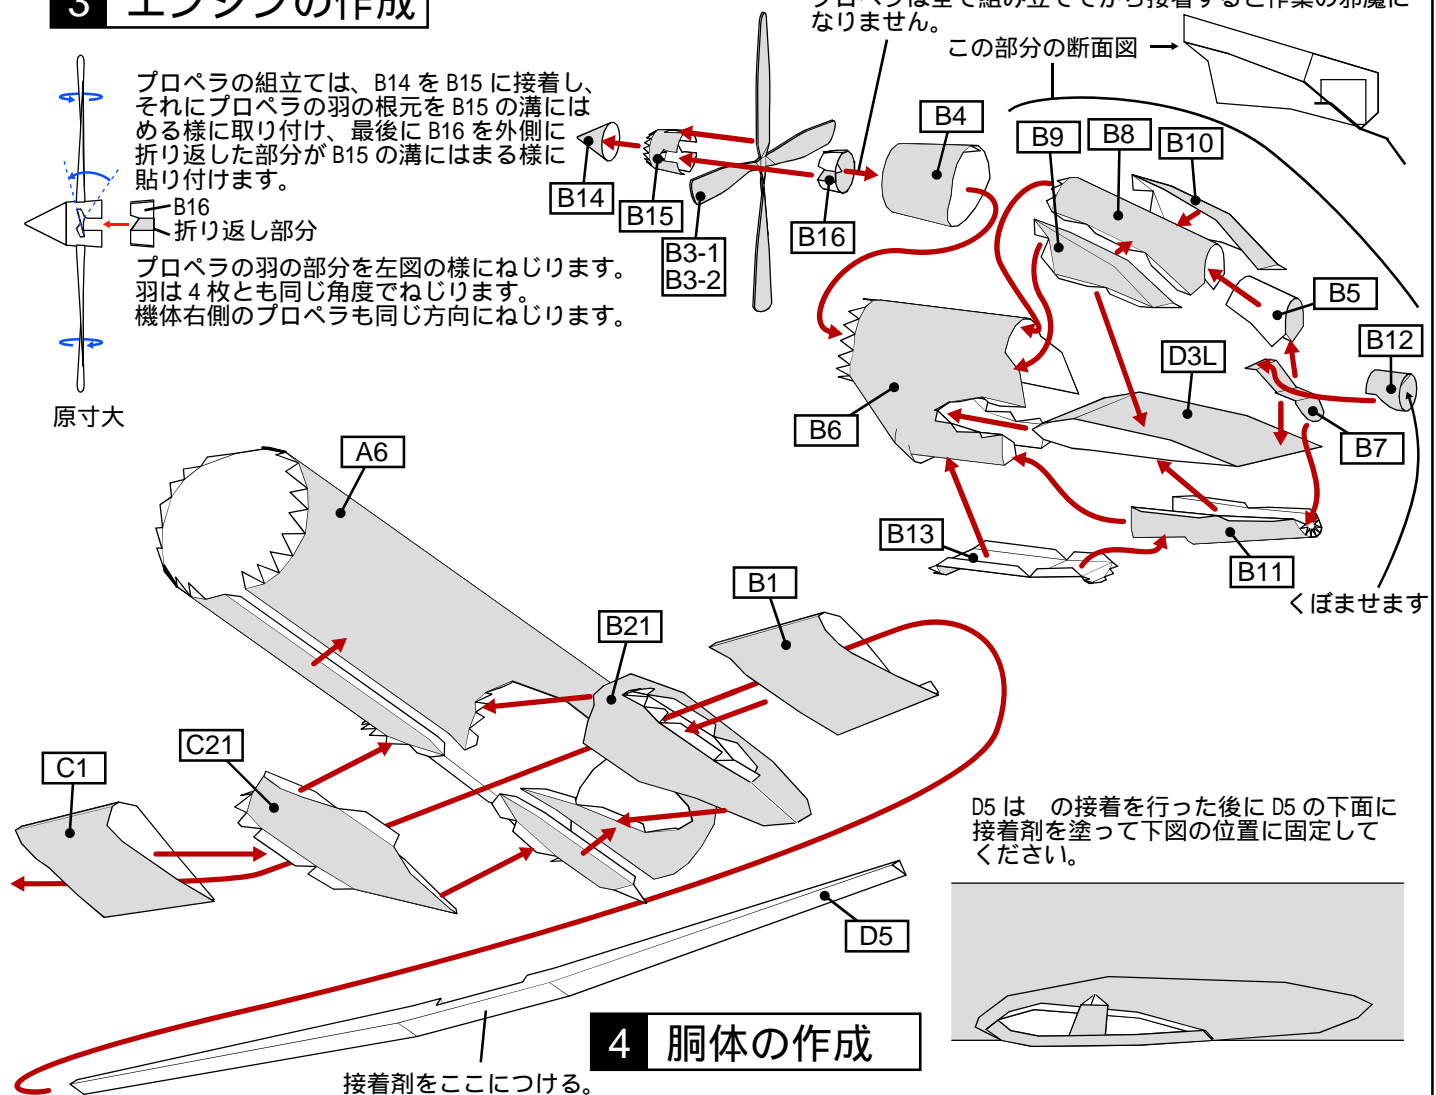 3 エンジンの作成
プロペラは全て組み立ててから接着すると作業の邪魔に
なりません。
この部分の断面図
プロペラの組立ては、B14 を B15 に接着し、
それにプロペラの羽の根元を B15 の溝には
める様に取り付け、最後に B16 を外側に
折り返した部分が B15 の溝にはまる様に
貼り付けます。
B16
折り返し部分
プロペラの羽の部分を左図の様にねじります。
羽は 4 枚とも同じ角度でねじります。
機体右側のプロペラも同じ方向にねじります。
原寸大
B14
B15
B3-1
B3-2
B16
B4
B9
B8
B10
B5
B12
D3L
B7
B6
B13
B11
くぼませます
A6
B1
B21
C21
C1
D5
D5 は の接着を行った後に D5 の下面に
接着剤を塗って下図の位置に固定して
ください。
4 胴体の作成
接着剤をここにつける。